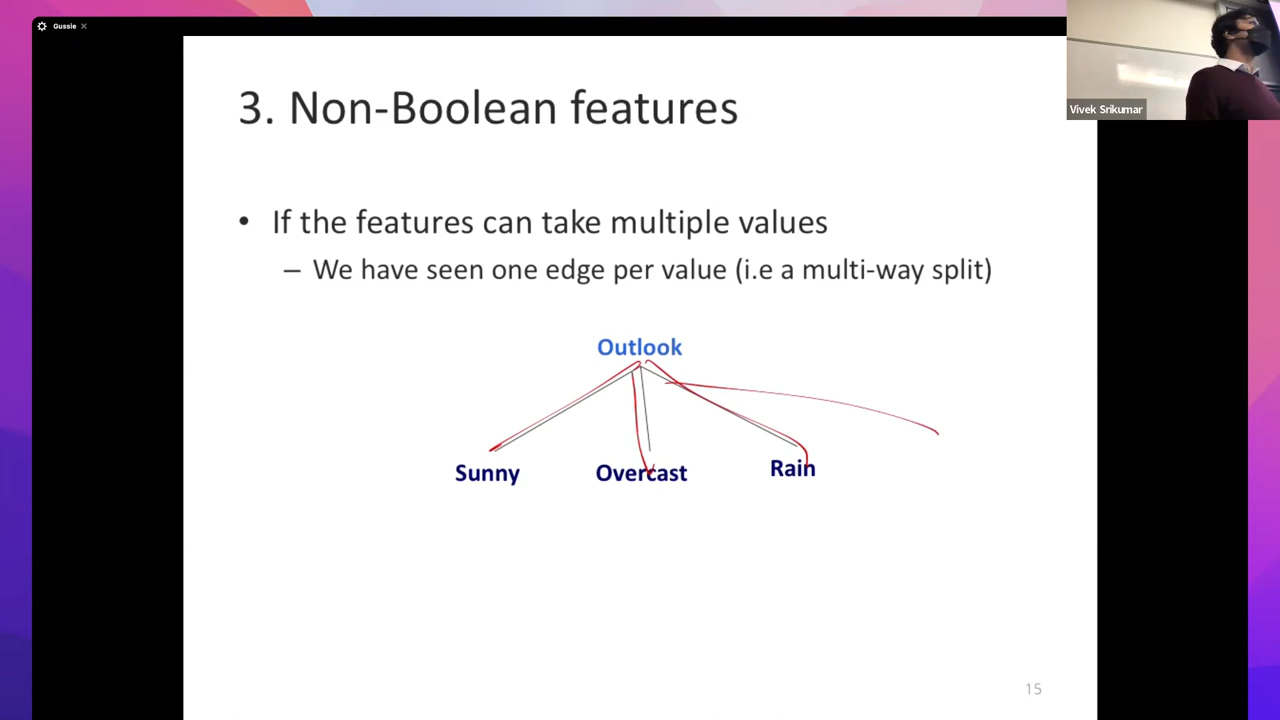 Gussie
Vivek Srikumar
3. Non-Boolean features
• If the features can take multiple values
– We have seen one edge per value (i.e a multi-way split)
Outlook
Sunny Overcast Rain
15